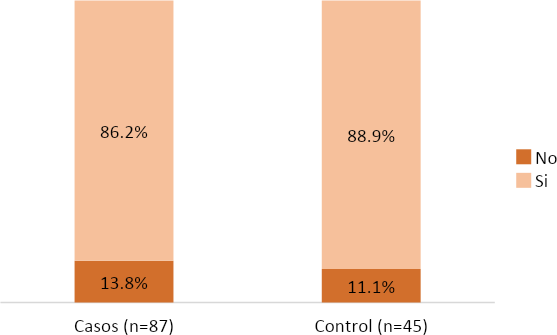 86.2%
88.9%
No
Si
13.8%
11.1%
Casos (n=87)
Control (n=45)